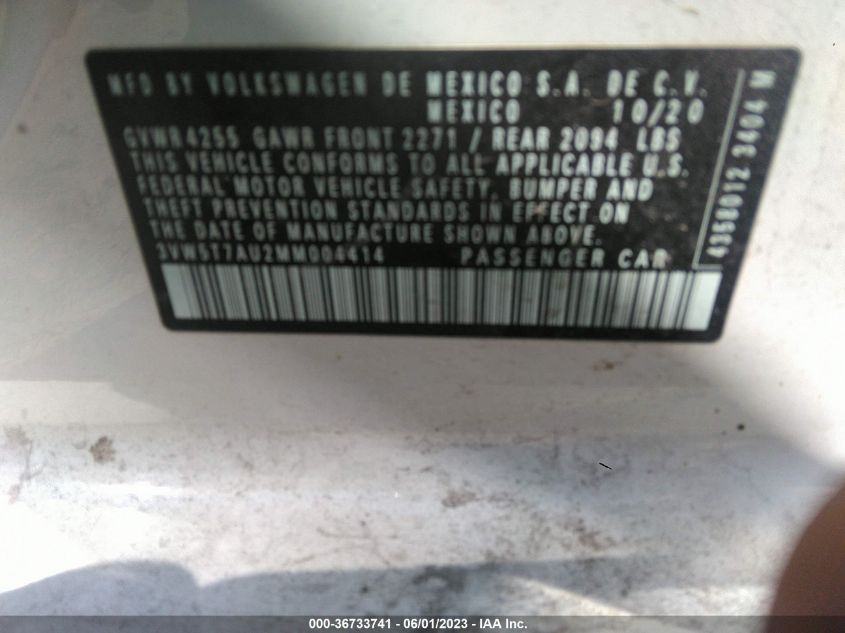 MFD BY VOLKSWAGEN DE MEXICO S.A. DE C.V.
MEXICO 10/20
GVWR4255 GAWR FRONT 2271 / REAR 2094 LBS
THIS VEHICLE CONFORMS TO ALL APPLICABLE U.S.
FEDERAL MOTOR VEHICLE SAFETY, BUMPER AND
THEFT PREVENTION STANDARDS IN EFFECT ON
THE DATE OF MANUFACTURE SHOWN ABOVE.
3VW5T7AU2MM004414 PASSENGER CAR
4358012 3404 M
000-36733741 - 06/01/2023 - IAA Inc.